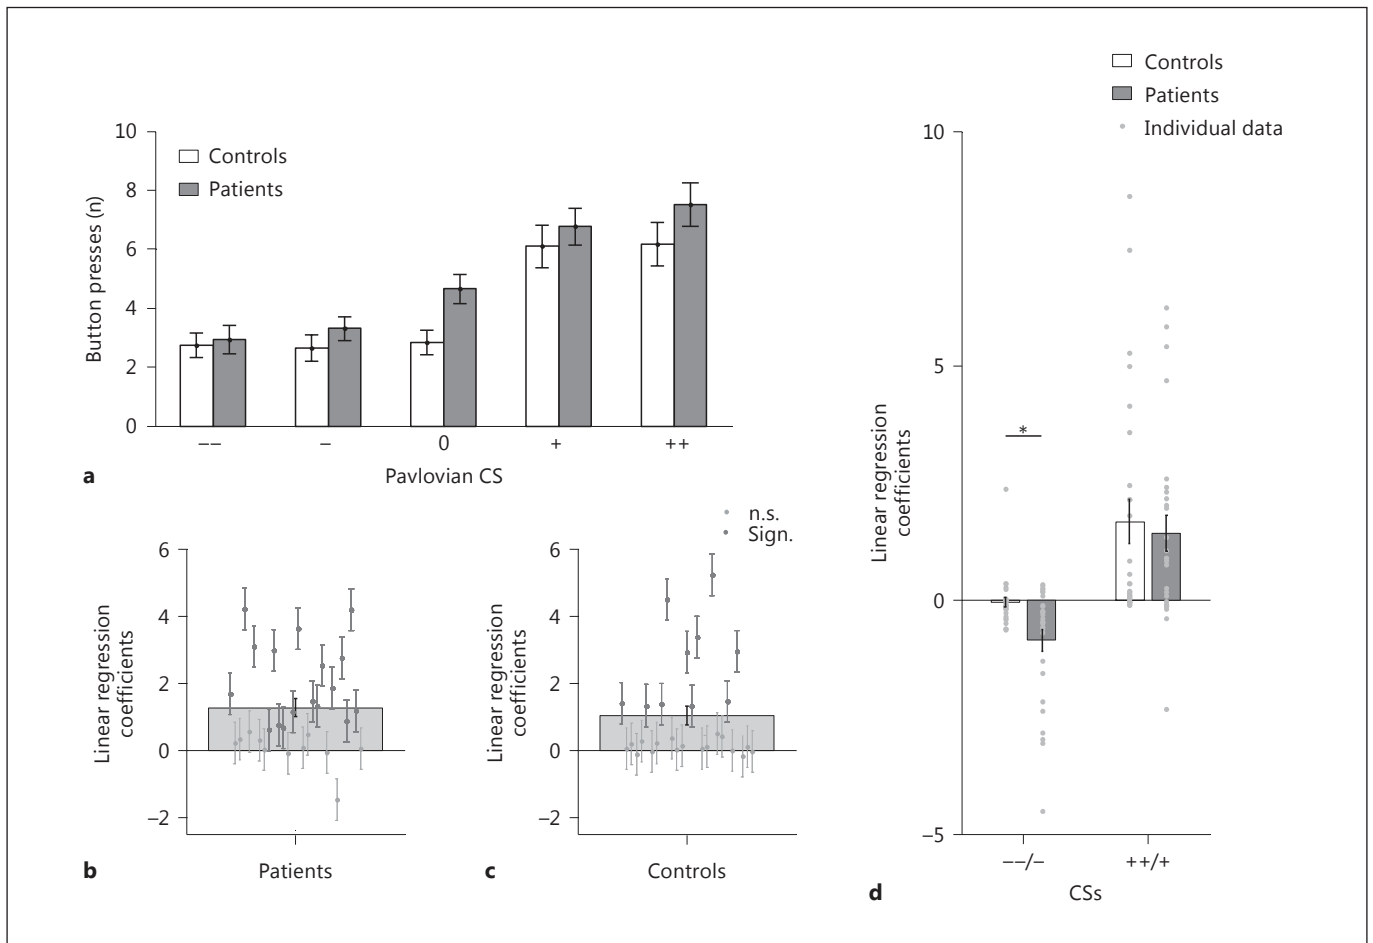 Controls
Patients
Individual data
10
8
6
4
2
0
Button presses (n)
Controls
Patients
−− − 0 + ++
Pavlovian CS
a
10
5
0
−5
Linear regression
coefficients
*
−−/− ++/+
CSs
d
n.s.
Sign.
6
4
2
0
−2
Linear regression
coefficients
Patients
b
6
4
2
0
−2
Linear regression
coefficients
Controls
c